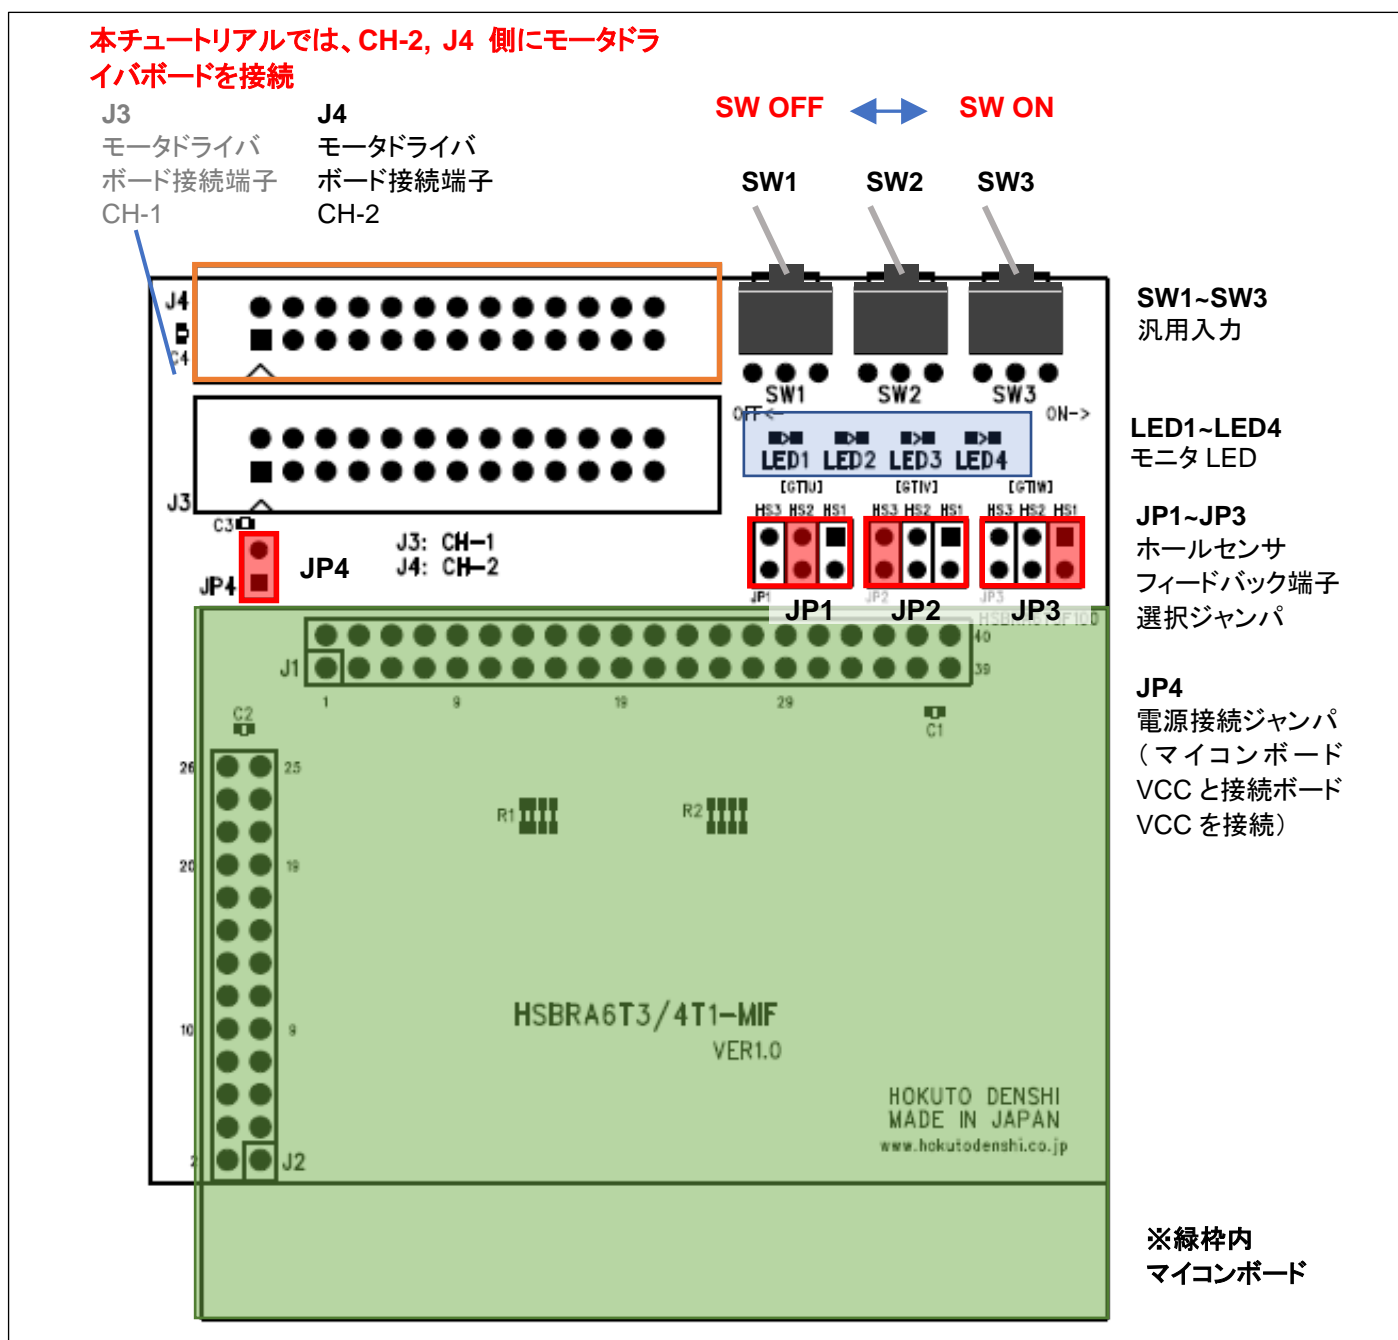 本チュートリアルでは、CH-2, J4 側にモータドラ
イバボードを接続
J3
モータドライバ
ボード接続端子
CH-1
J4
モータドライバ
ボード接続端子
CH-2
SW OFF
SW ON
SW1
SW2
SW3
J4
C4
SW1
SW2
SW3
OFF<-
ON->
SW1~SW3
汎用入力
LED1
LED2
LED3
LED4
LED1~LED4
モニタ LED
J3
C3
J3: CH-1
J4: CH-2
JP4
JP4
[GTIU]
[GTIV]
[GTIW]
HS3 HS2 HS1
HS3 HS2 HS1
HS3 HS2 HS1
JP1
JP2
JP3
JP1
JP2
JP3
JP1~JP3
ホールセンサ
フィードバック端子
選択ジャンパ
J1
40
39
1
9
19
29
C2
C1
JP4
電源接続ジャンパ
(マイコンボード
VCC と接続ボード
VCC を接続)
26
25
R1
R2
20
19
10
9
2
J2
HSBRA6T3/4T1-MIF
VER1.0
HOKUTO DENSHI
MADE IN JAPAN
www.hokutodenshi.co.jp
※緑枠内
マイコンボード